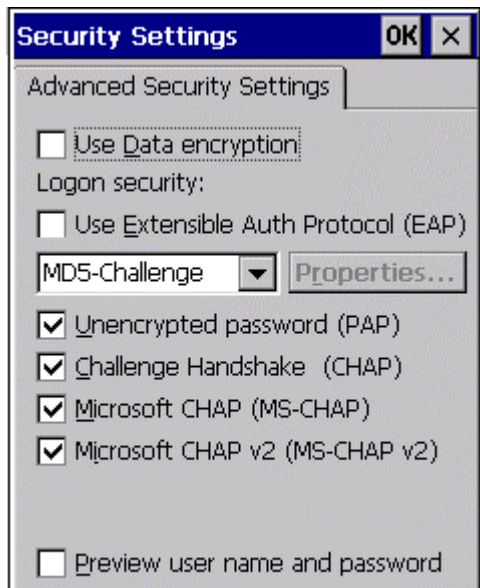 Security Settings OK ×
Advanced Security Settings
Use Data encryption
Logon security:
Use Extensible Auth Protocol (EAP)
MD5-Challenge Properties...
Unencrypted password (PAP)
Challenge Handshake (CHAP)
Microsoft CHAP (MS-CHAP)
Microsoft CHAP v2 (MS-CHAP v2)
Preview user name and password